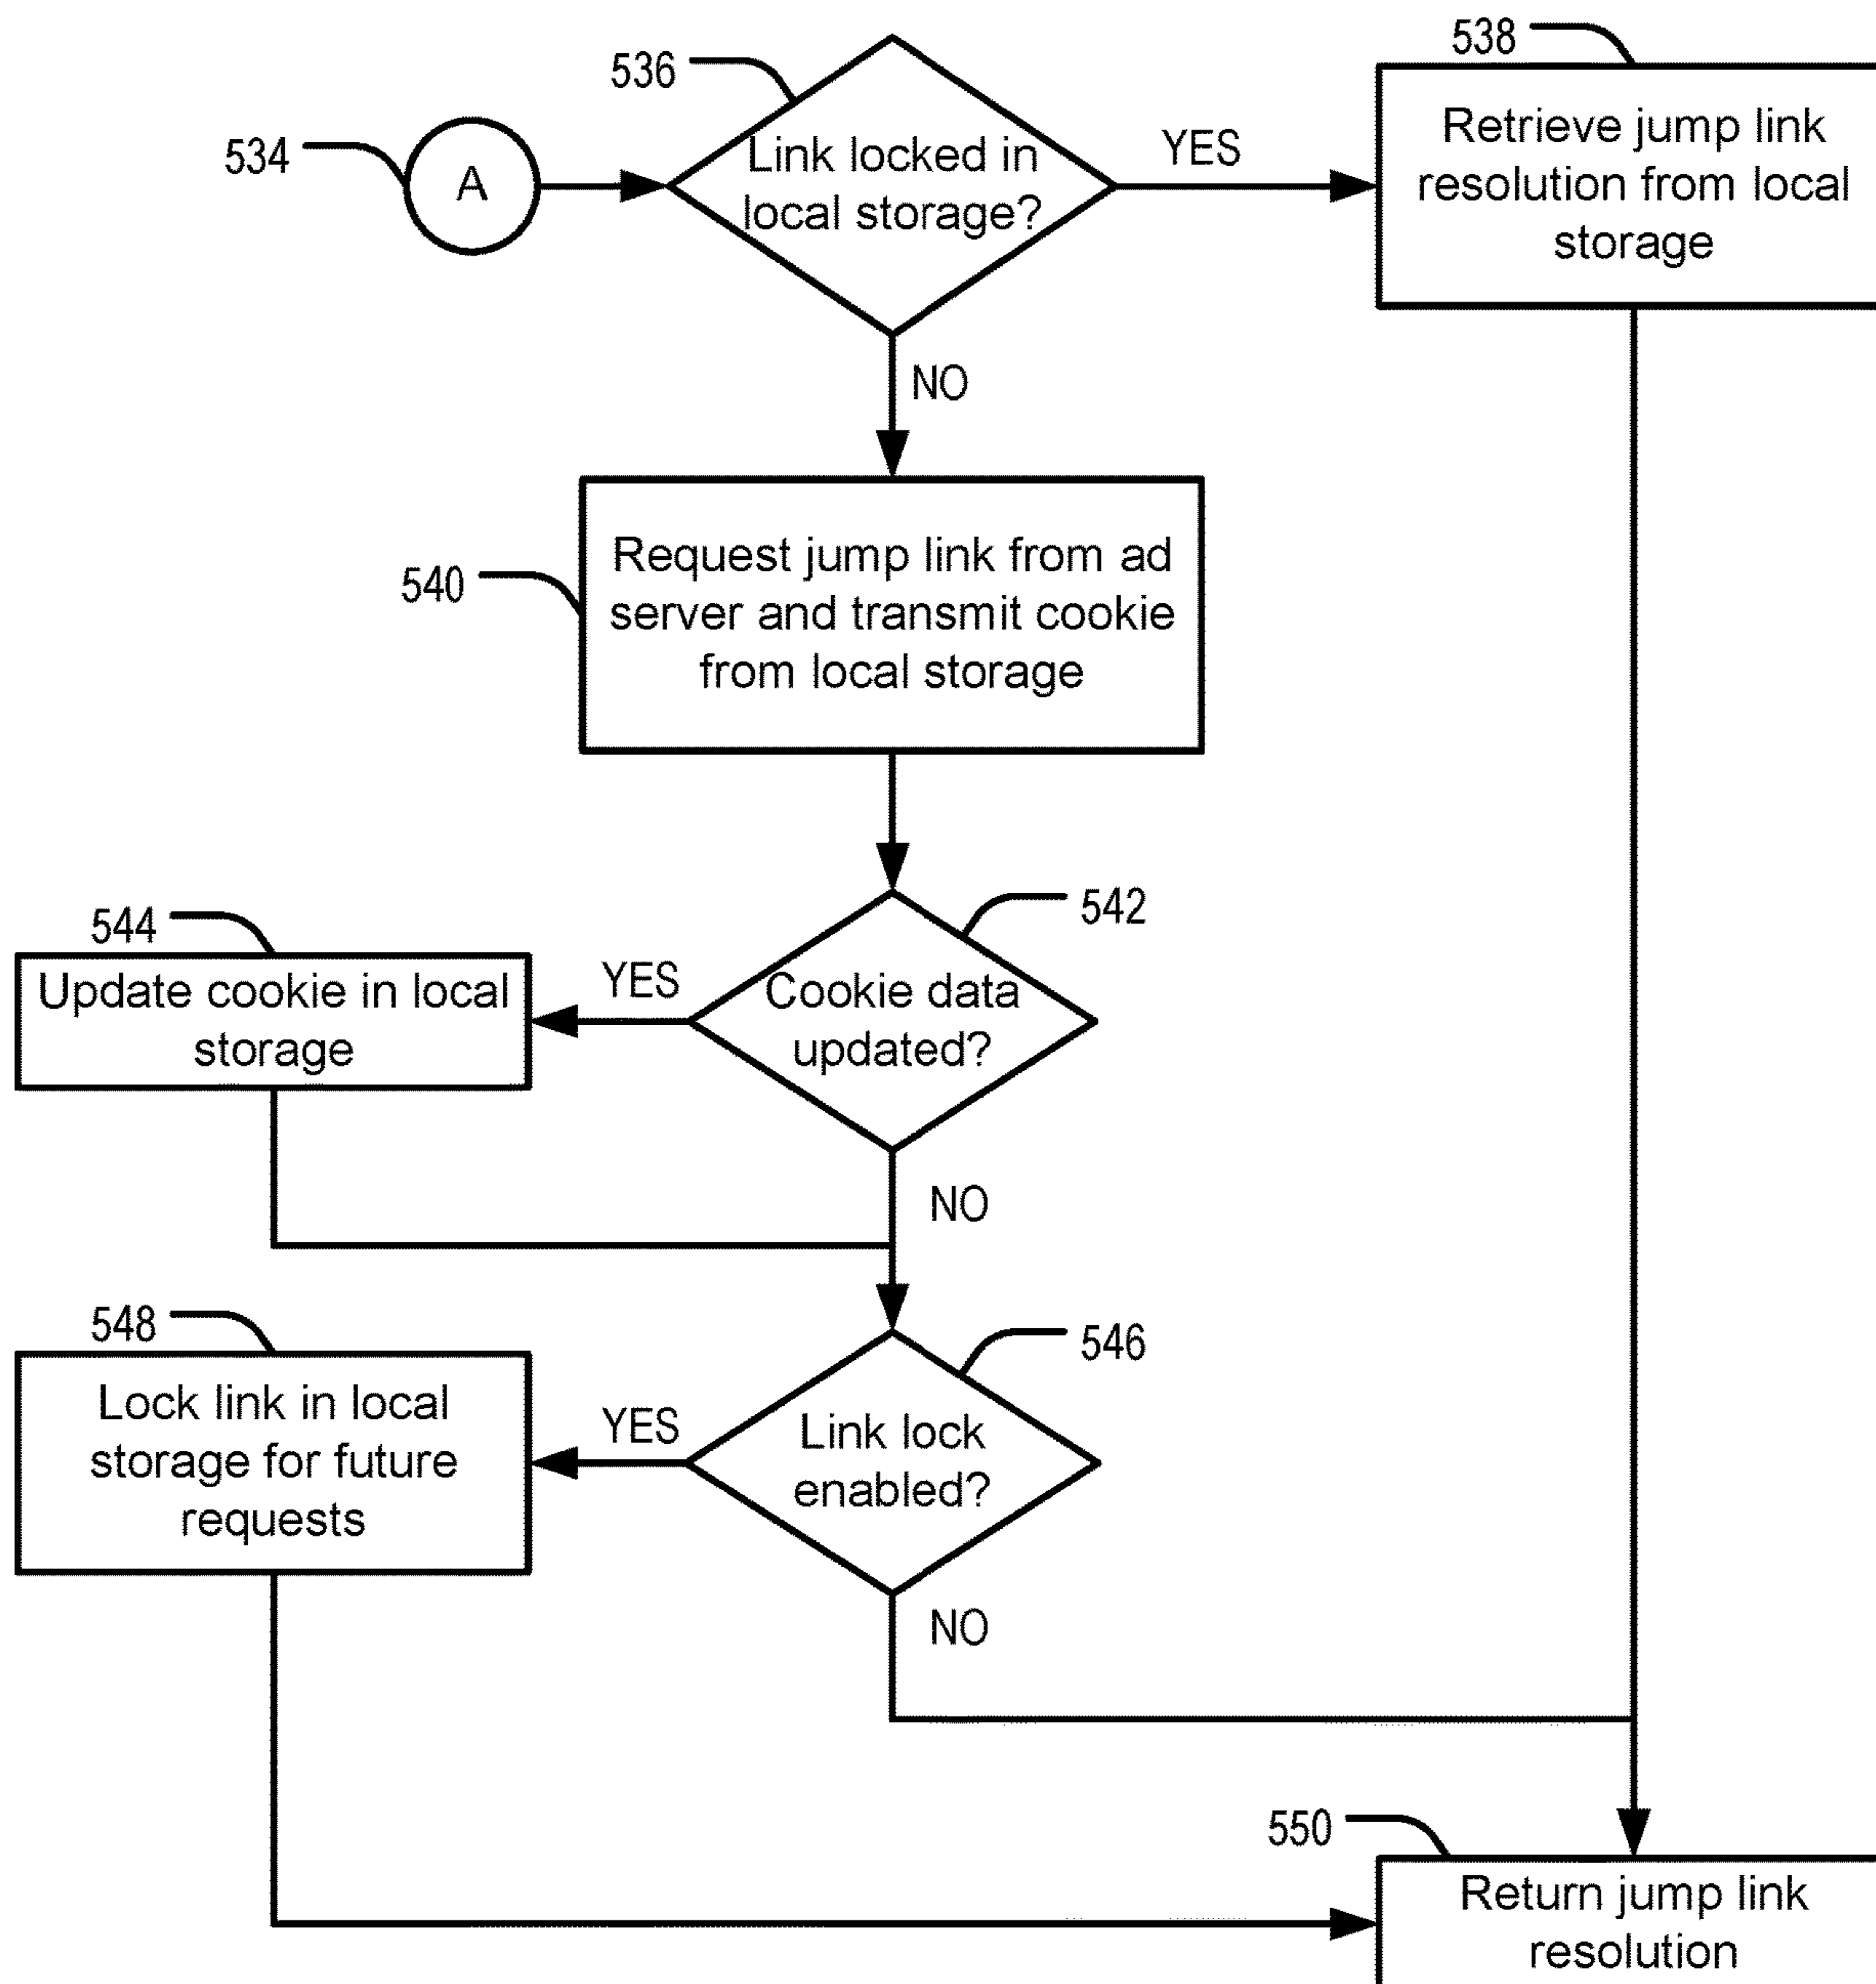 538
536
534
A
Link locked in
local storage?
YES
Retrieve jump link
resolution from local
storage
NO
540
Request jump link from ad
server and transmit cookie
from local storage
542
544
Update cookie in local
storage
YES
Cookie data
updated?
NO
548
546
Lock link in local
storage for future
requests
YES
Link lock
enabled?
NO
550
Return jump link
resolution